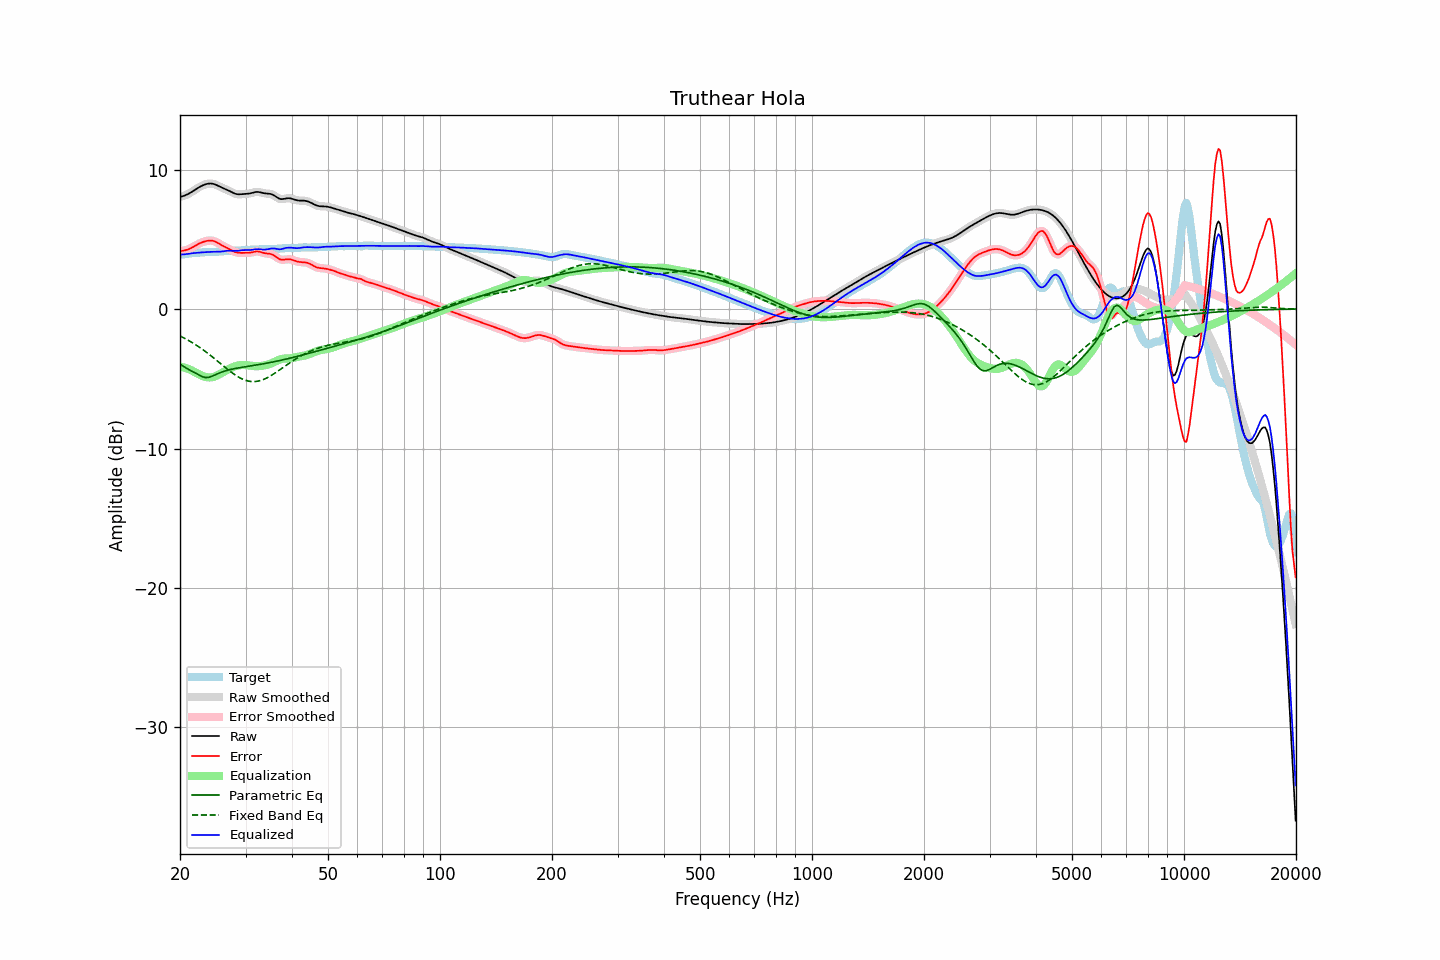 Truthear Hola
Amplitude (dBr)
10
0
−10
−20
−30
Target
Raw Smoothed
Error Smoothed
Raw
Error
Equalization
Parametric Eq
Fixed Band Eq
Equalized
20 50 100 200 500 1000 2000 5000 10000 20000
Frequency (Hz)